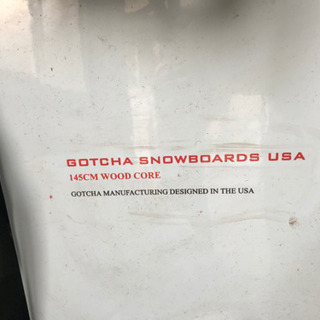 GOTCHA SNOWBOARDS USA
145CM WOOD CORE
GOTCHA MANUFACTURING DESIGNED IN THE USA